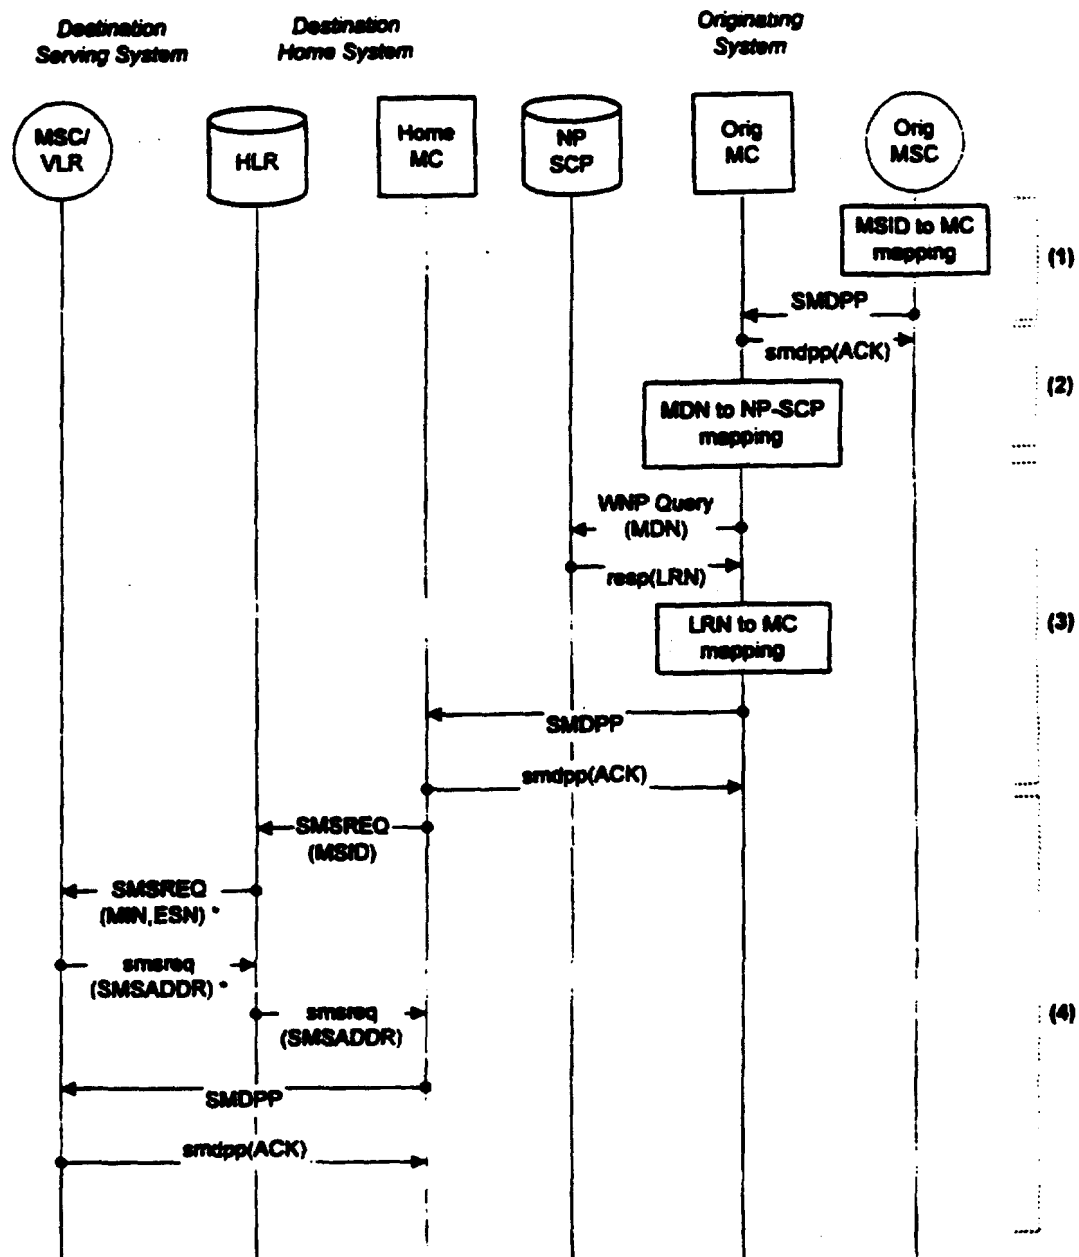 Destination
Serving System
Destination
Home System
Originating
System
MSC/
VLR
HLR
Home
MC
NP
SCP
Orig
MC
Orig
MSC
MSID to MC
mapping
(1)
SMDPP
smdpp(ACK)
(2)
MDN to NP-SCP
mapping
WNP Query
(MDN)
resp(LRN)
(3)
LRN to MC
mapping
SMDPP
smdpp(ACK)
SMSREQ
(MSID)
SMSREQ
(MIN,ESN) *
smsreq
(SMSADDR) *
smsreq
(SMSADDR)
(4)
SMDPP
smdpp(ACK)